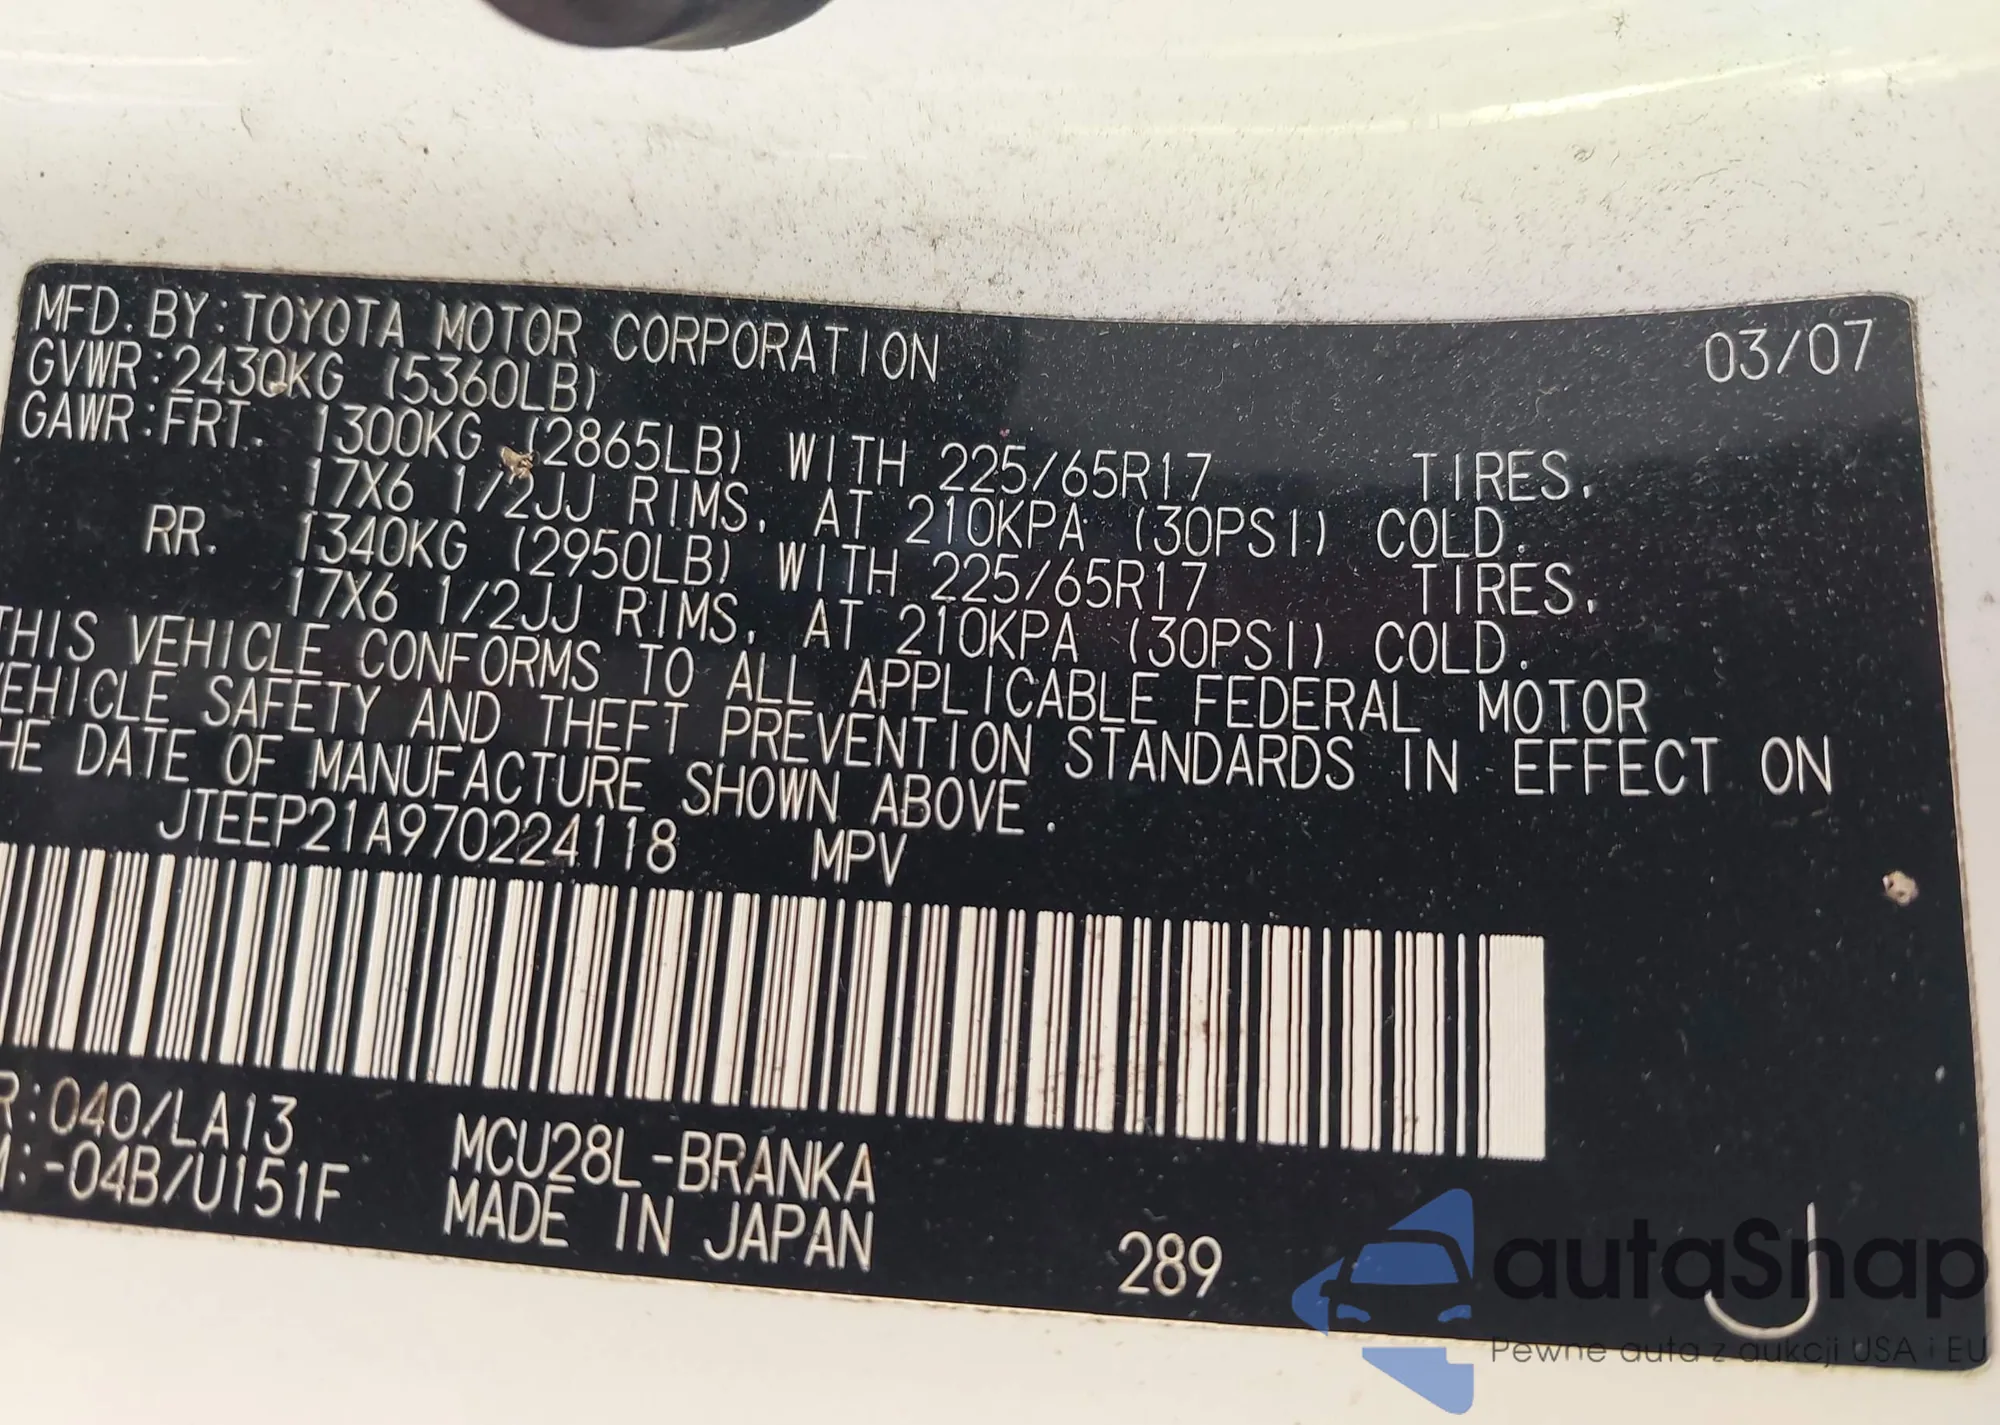 MFD. BY: TOYOTA MOTOR CORPORATION 03/07
GVWR: 2430KG (5360LB)
GAWR: FRT. 1300KG (2865LB) WITH 225/65R17 TIRES.
17X6 1/2JJ RIMS. AT 210KPA (30PSI) COLD.
RR. 1340KG (2950LB) WITH 225/65R17 TIRES.
17X6 1/2JJ RIMS. AT 210KPA (30PSI) COLD.
THIS VEHICLE CONFORMS TO ALL APPLICABLE FEDERAL MOTOR
EHICLE SAFETY AND THEFT PREVENTION STANDARDS IN EFFECT ON
HE DATE OF MANUFACTURE SHOWN ABOVE.
JTEEP21A970224118 MPV
R:040/LA13 MCU28L-BRANKA
M:-04B/U151F MADE IN JAPAN 289
J
autaSnap
Pewne auta z aukcji USA i EU